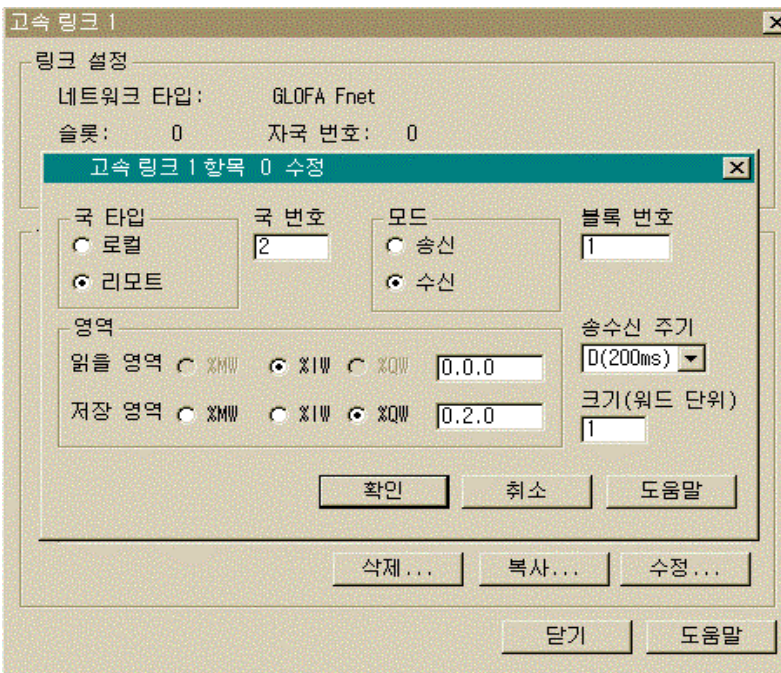 고속 링크 1
링크 설정
네트워크 타입: GLOFA Fnet
슬롯: 0 자국 번호: 0
고속 링크 1 항목 0 수정
국 타입 국 번호 모드 블록 번호
로컬 2 송신 1
리모트 수신
영역 송수신 주기
읽을 영역 %MW %IW %QW 0.0.0 D(200ms)
저장 영역 %MW %IW %QW 0.2.0 크기(워드 단위)
1
확인 취소 도움말
삭제... 복사... 수정...
닫기 도움말